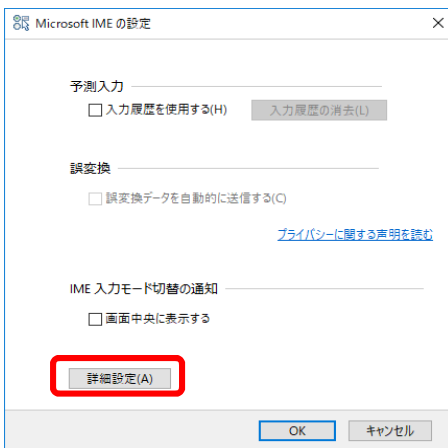 Microsoft IME の設定
予測入力
入力履歴を使用する(H)
入力履歴の消去(L)
誤変換
誤変換データを自動的に送信する(C)
プライバシーに関する声明を読む
IME 入力モード切替の通知
画面中央に表示する
詳細設定(A)
OK
キャンセル